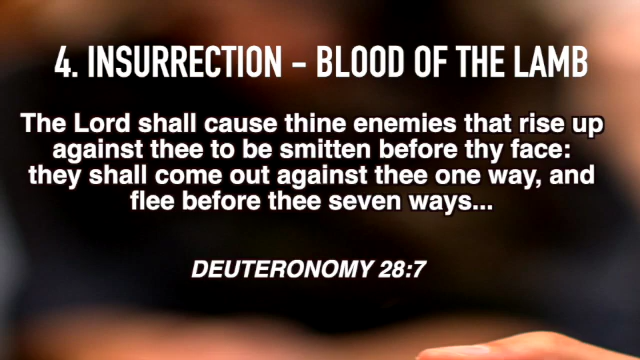 4. INSURRECTION - BLOOD OF THE LAMB
The Lord shall cause thine enemies that rise up
against thee to be smitten before thy face:
they shall come out against thee one way, and
flee before thee seven ways...
DEUTERONOMY 28:7